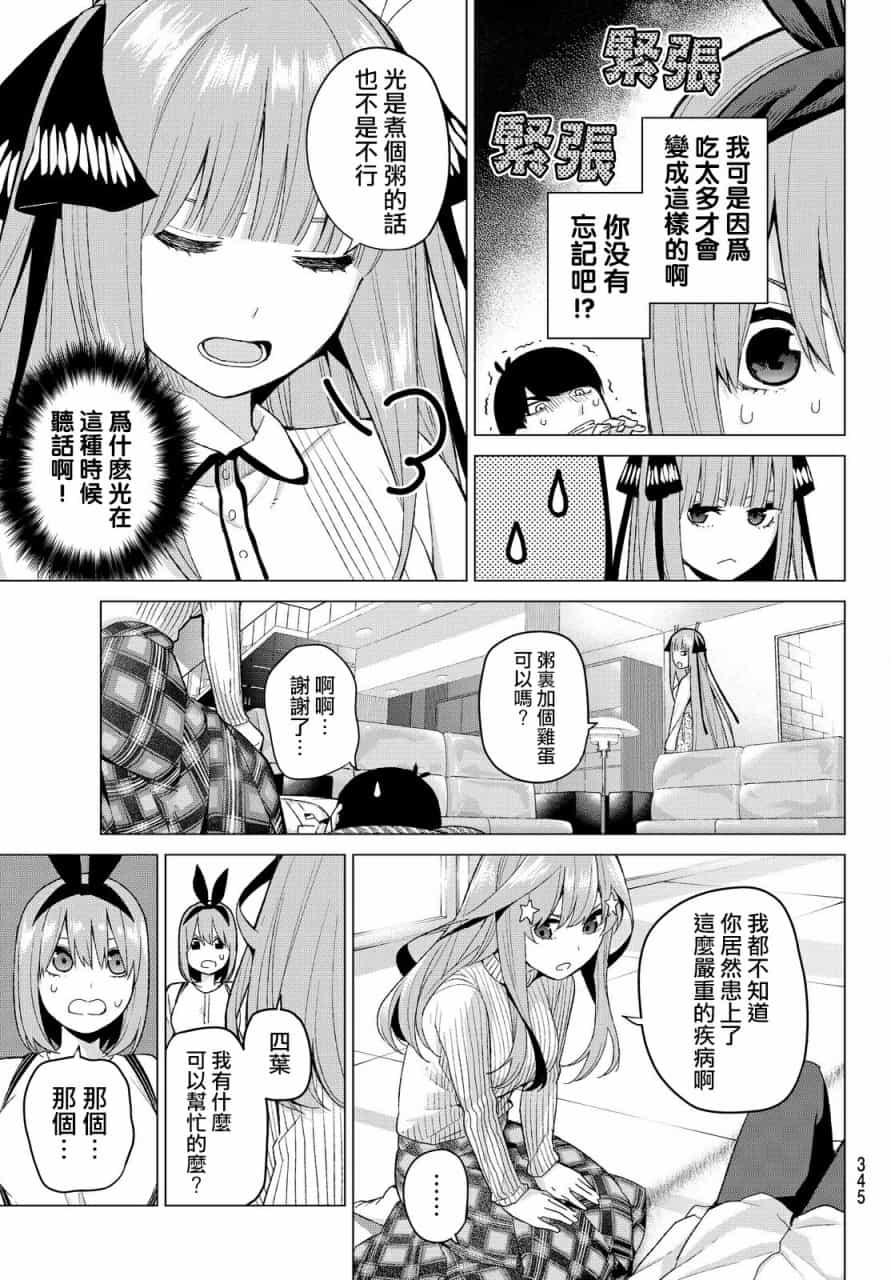 緊張
緊張
我可是因爲
吃太多才會
變成這樣的啊
你没有
忘記吧!?
光是煮個粥的話
也不是不行
爲什麽光在
這種時候
聽話啊！
粥裏加個雞蛋
可以嗎？
啊啊…
謝謝了…
我都不知道
你居然患上了
這麼嚴重的疾病啊
四葉
我有什麼
可以幫忙的麼？
那個…
那個…
345